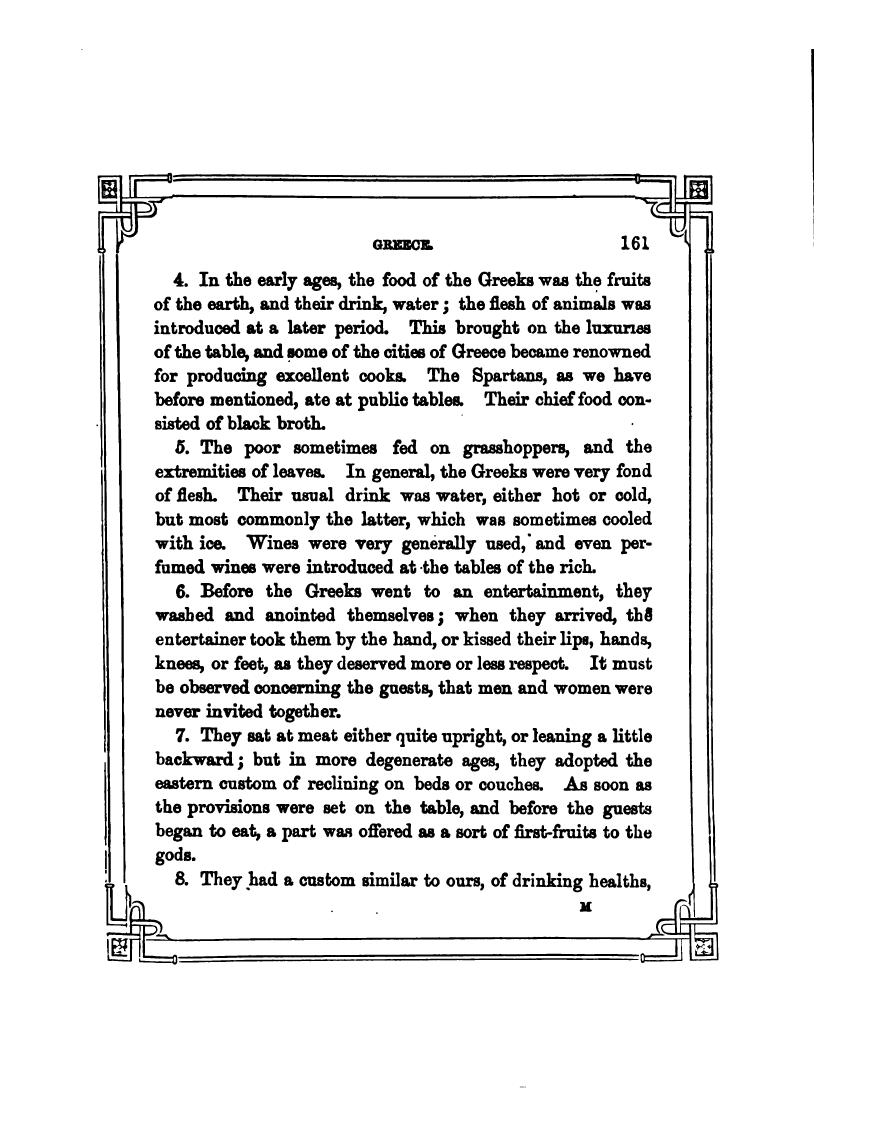 GREECE. 161
4. In the early ages, the food of the Greeks was the fruits
of the earth, and their drink, water; the flesh of animals was
introduced at a later period. This brought on the luxuries
of the table, and some of the cities of Greece became renowned
for producing excellent cooks. The Spartans, as we have
before mentioned, ate at public tables. Their chief food con-
sisted of black broth.
5. The poor sometimes fed on grasshoppers, and the
extremities of leaves. In general, the Greeks were very fond
of flesh. Their usual drink was water, either hot or cold,
but most commonly the latter, which was sometimes cooled
with ice. Wines were very generally used, and even per-
fumed wines were introduced at the tables of the rich.
6. Before the Greeks went to an entertainment, they
washed and anointed themselves; when they arrived, the
entertainer took them by the hand, or kissed their lips, hands,
knees, or feet, as they deserved more or less respect. It must
be observed concerning the guests, that men and women were
never invited together.
7. They sat at meat either quite upright, or leaning a little
backward; but in more degenerate ages, they adopted the
eastern custom of reclining on beds or couches. As soon as
the provisions were set on the table, and before the guests
began to eat, a part was offered as a sort of first-fruits to the
gods.
8. They had a custom similar to ours, of drinking healths,
M